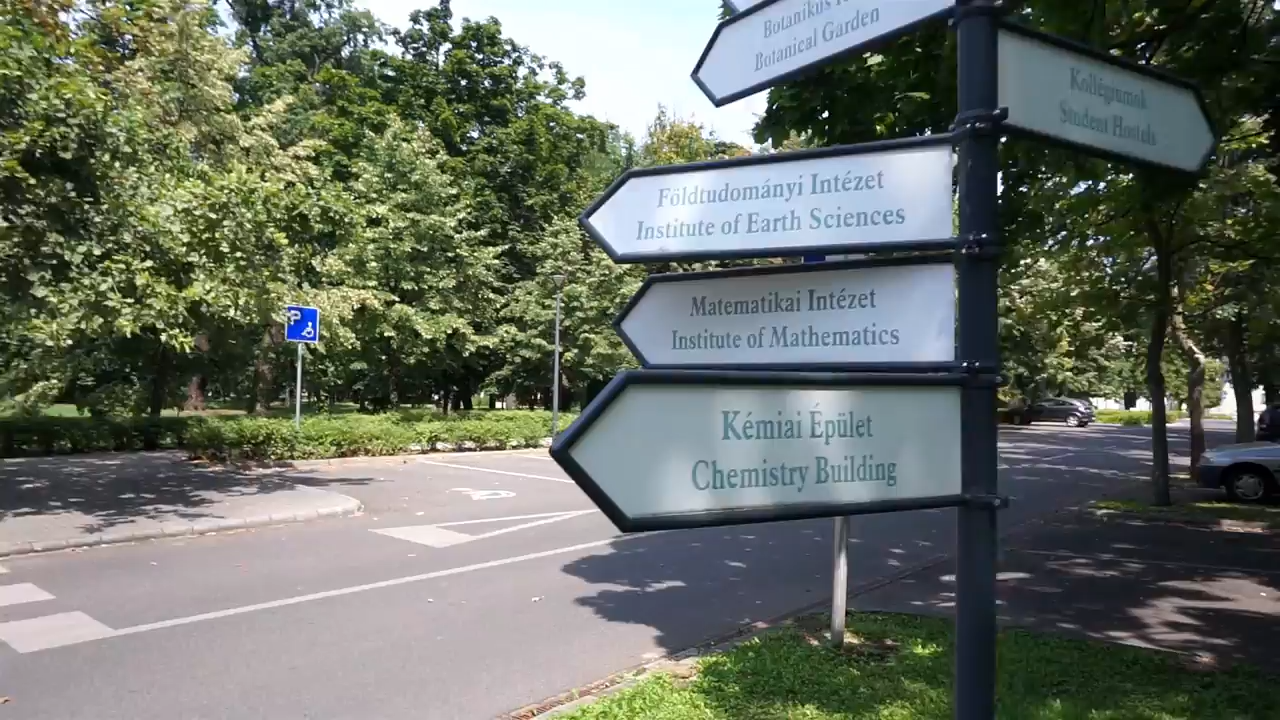 Botanikus
Botanical Garden
Kollégiumok
Student Hostels
Földtudományi Intézet
Institute of Earth Sciences
Matematikai Intézet
Institute of Mathematics
Kémiai Épület
Chemistry Building
P